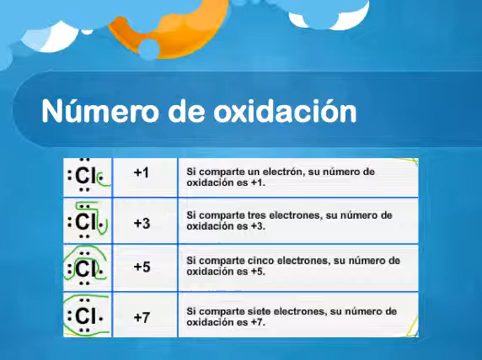 Número de oxidación
:Cl· +1 Si comparte un electrón, su número de
oxidación es +1.
:Cl· +3 Si comparte tres electrones, su número de
oxidación es +3.
:Cl· +5 Si comparte cinco electrones, su número de
oxidación es +5.
:Cl· +7 Si comparte siete electrones, su número de
oxidación es +7.